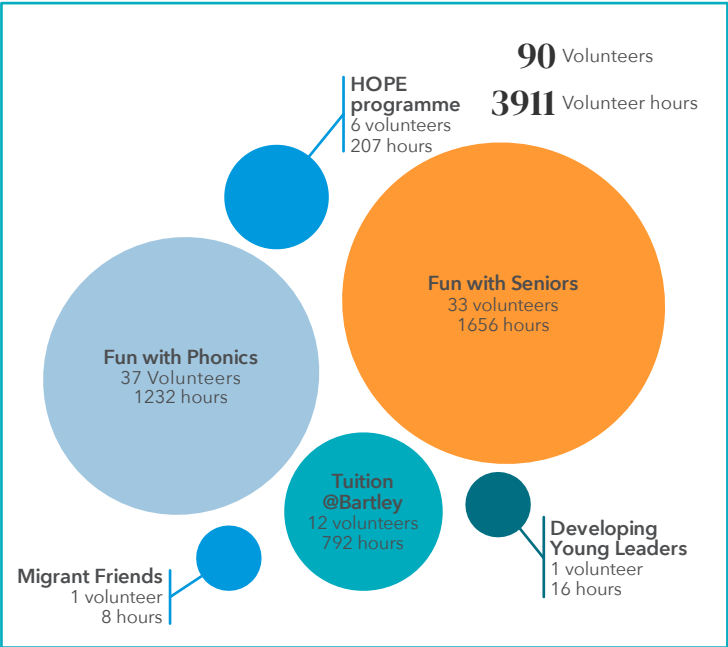 90 Volunteers
3911 Volunteer hours
HOPE
programme
6 volunteers
207 hours
Fun with Seniors
33 volunteers
1656 hours
Fun with Phonics
37 Volunteers
1232 hours
Tuition
@Bartley
12 volunteers
792 hours
Developing
Young Leaders
1 volunteer
16 hours
Migrant Friends
1 volunteer
8 hours